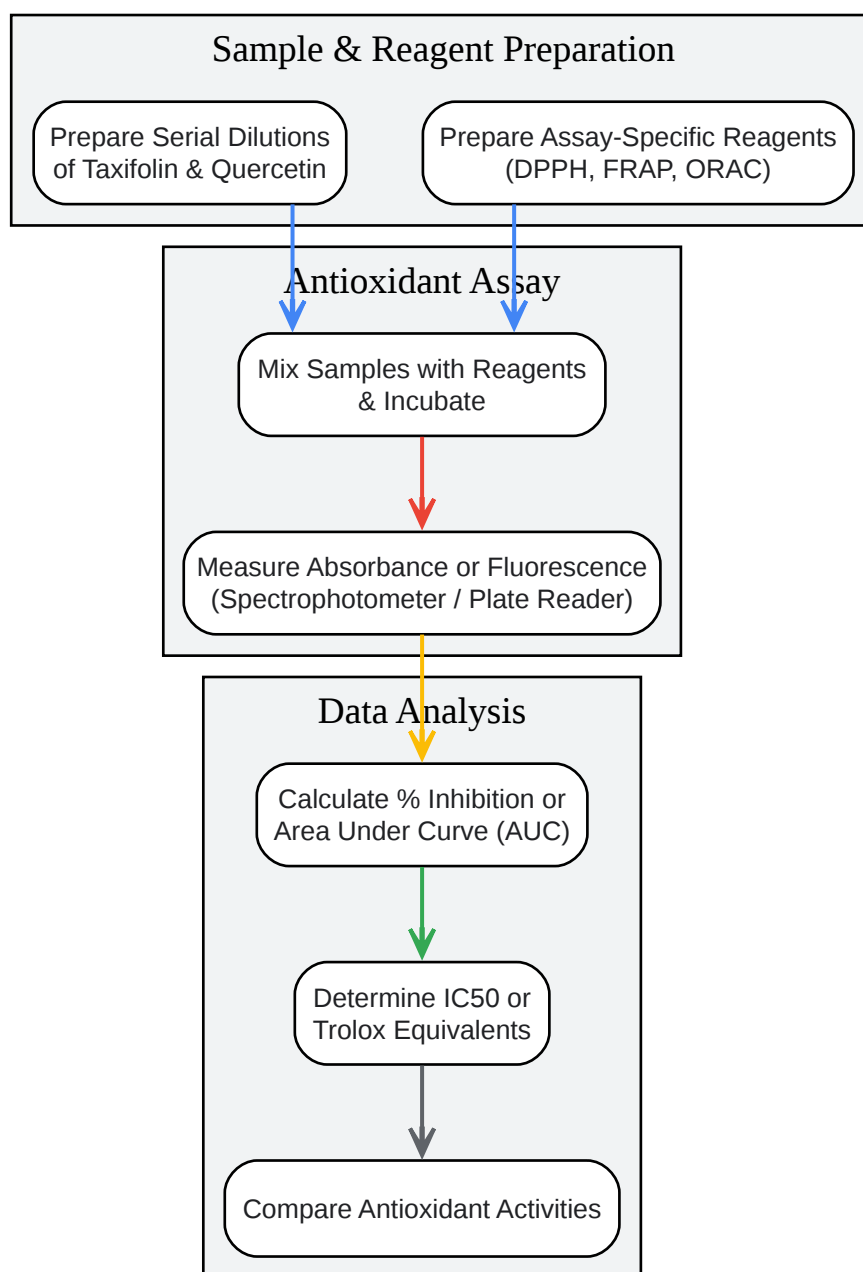 Sample & Reagent Preparation
Prepare Serial Dilutions
of Taxifolin & Quercetin
Prepare Assay-Specific Reagents
(DPPH, FRAP, ORAC)
Antioxidant Assay
Mix Samples with Reagents
& Incubate
Measure Absorbance or Fluorescence
(Spectrophotometer / Plate Reader)
Data Analysis
Calculate % Inhibition or
Area Under Curve (AUC)
Determine IC50 or
Trolox Equivalents
Compare Antioxidant Activities